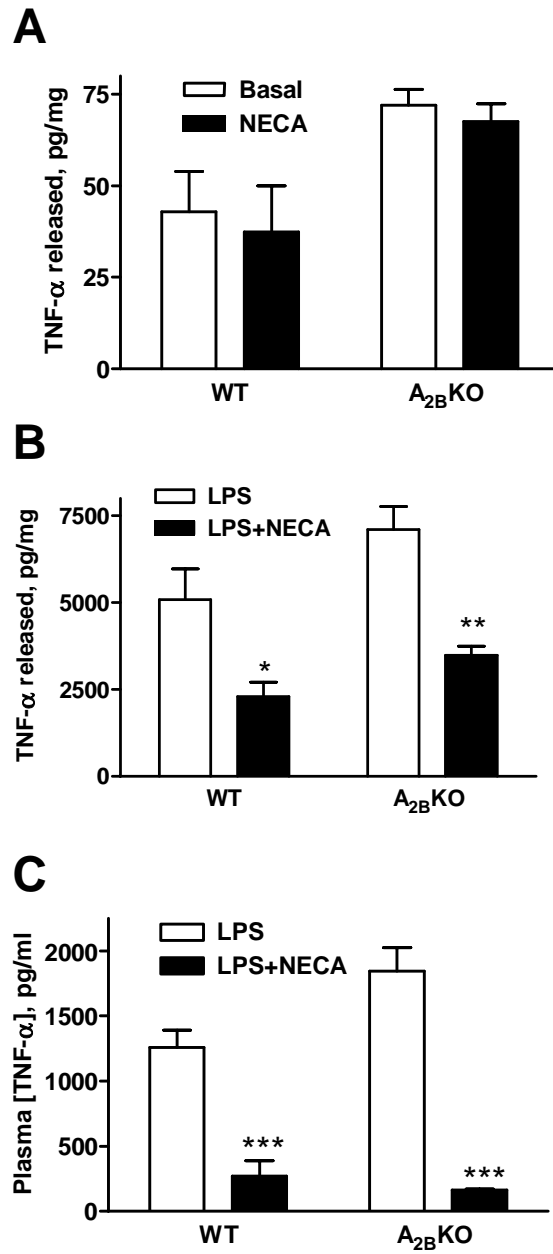 A
Basal
NECA
TNF-α released, pg/mg
75
50
25
0
WT
A2BKO
B
LPS
LPS+NECA
TNF-α released, pg/mg
7500
5000
2500
0
*
**
WT
A2BKO
C
LPS
LPS+NECA
Plasma [TNF-α], pg/ml
2000
1500
1000
500
0
***
***
WT
A2BKO